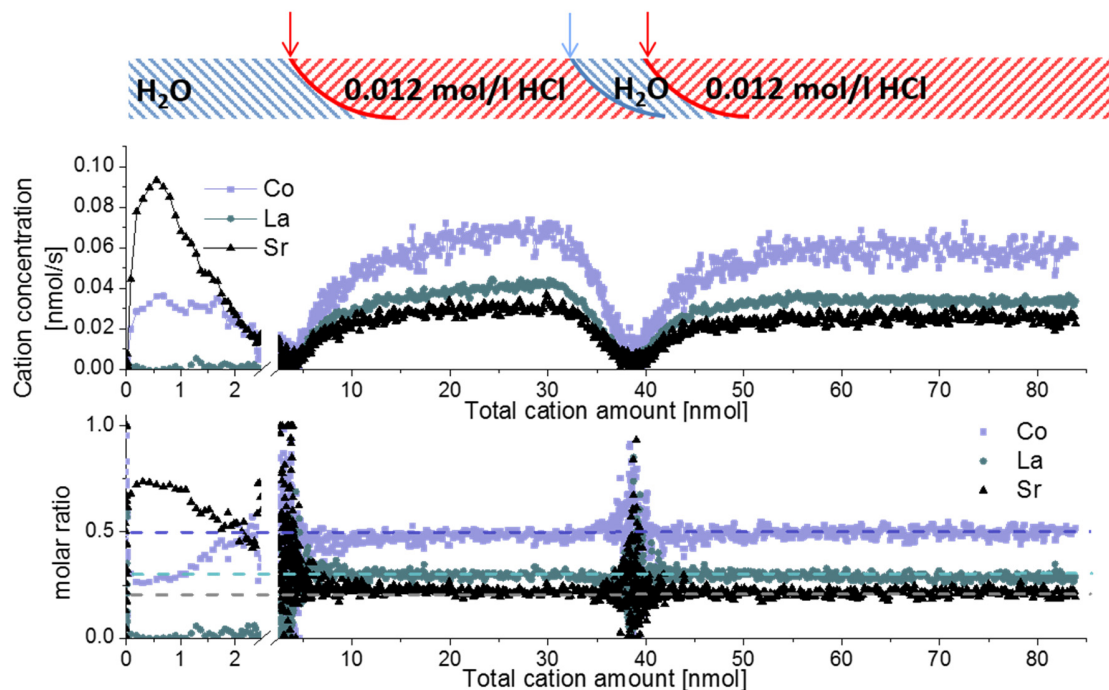 H₂O 0.012 mol/l HCl H₂O 0.012 mol/l HCl
Cation concentration
[nmol/s]
0.10
0.08
0.06
0.04
0.02
0.00
Co
La
Sr
0 1 2 10 20 30 40 50 60 70 80
Total cation amount [nmol]
molar ratio
1.0
0.5
0.0
Co
La
Sr
0 1 2 10 20 30 40 50 60 70 80
Total cation amount [nmol]